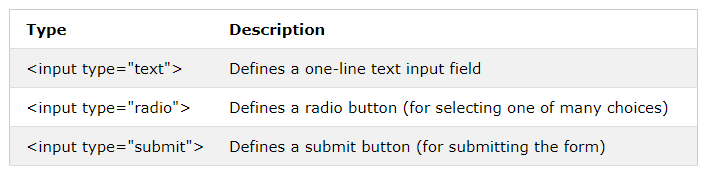 Type Description
<input type="text"> Defines a one-line text input field
<input type="radio"> Defines a radio button (for selecting one of many choices)
<input type="submit"> Defines a submit button (for submitting the form)